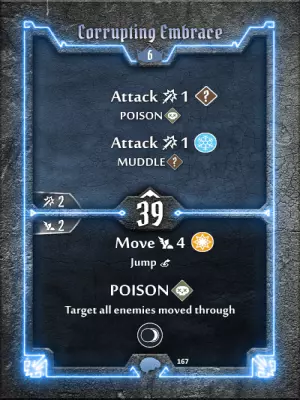 Corrupting Embrace
6
Attack 1 ?
POISON
Attack 1
MUDDLE ?
2
39
2
Move 4
Jump
POISON
Target all enemies moved through
167